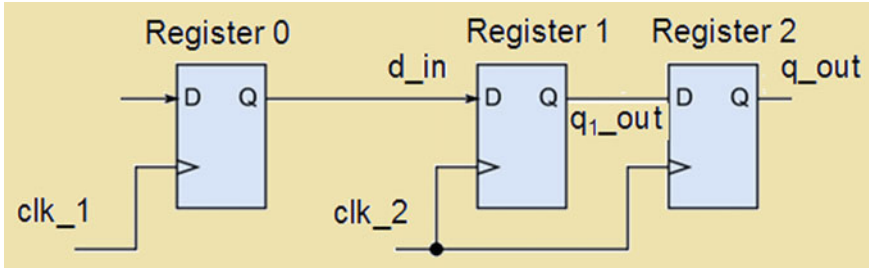 Register 0
Register 1
Register 2
d_in
q_out
D
Q
D
Q
D
Q
q₁_out
clk_1
clk_2